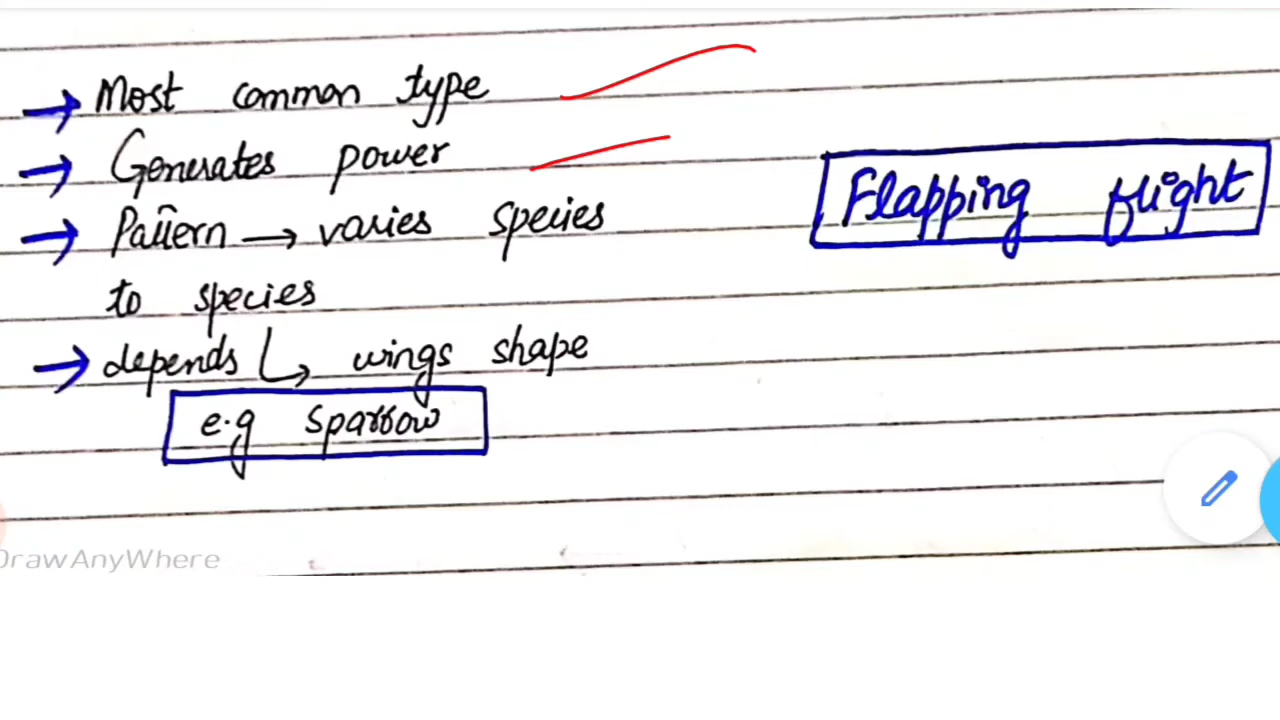 → Most common type
→ Generates power
Flapping flight
→ Pattern → varies species
to species
→ depends ↳ wings shape
e.g sparrow
DrawAnyWhere